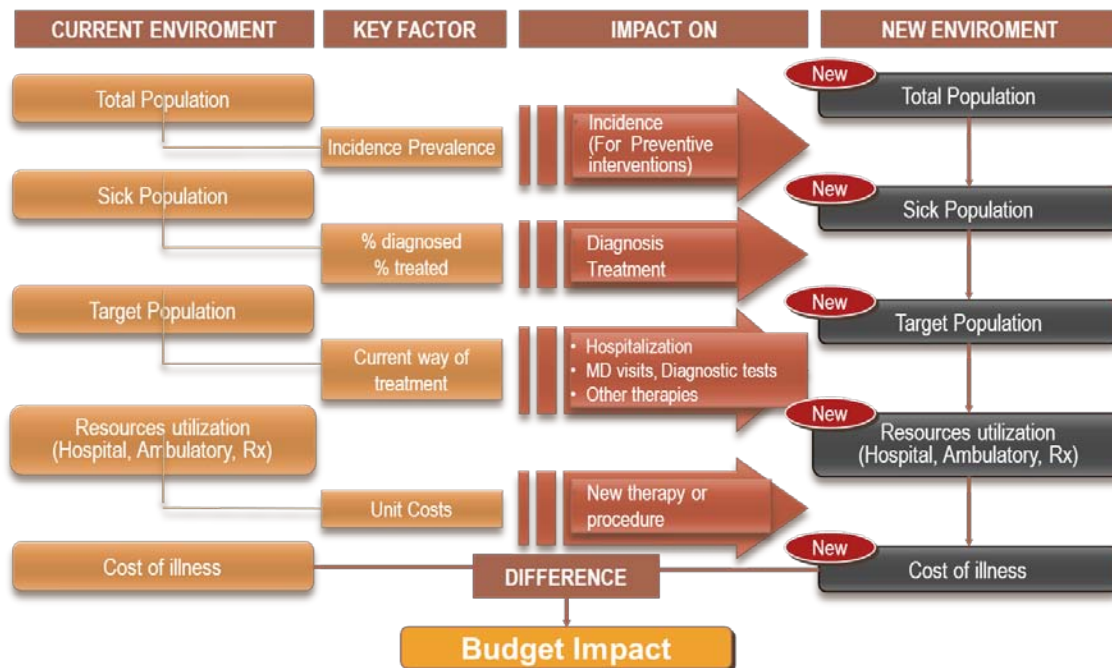 CURRENT ENVIROMENT
KEY FACTOR
IMPACT ON
NEW ENVIROMENT
Total Population
Incidence Prevalence
Incidence
(For Preventive
interventions)
New
Total Population
Sick Population
% diagnosed
% treated
Diagnosis
Treatment
New
Sick Population
Target Population
Current way of
treatment
• Hospitalization
• MD visits, Diagnostic tests
• Other therapies
New
Target Population
Resources utilization
(Hospital, Ambulatory, Rx)
Unit Costs
New therapy or
procedure
New
Resources utilization
(Hospital, Ambulatory, Rx)
Cost of illness
DIFFERENCE
New
Cost of illness
Budget Impact